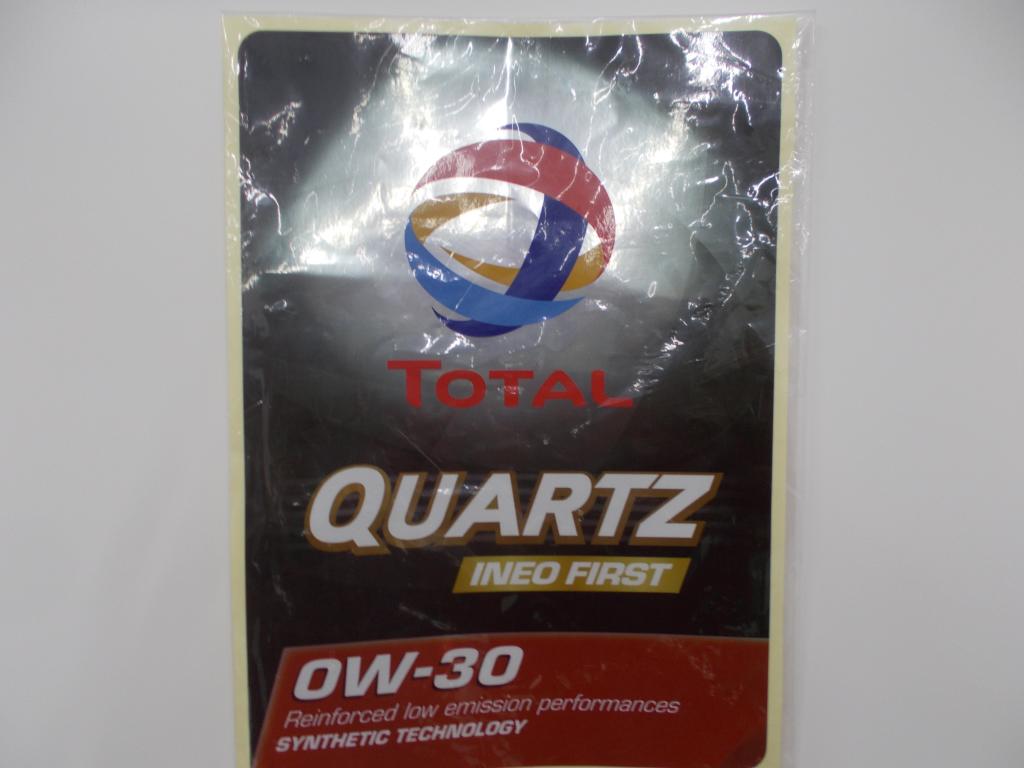 TOTAL
QUARTZ
INEO FIRST
0W-30
Reinforced low emission performances
SYNTHETIC TECHNOLOGY